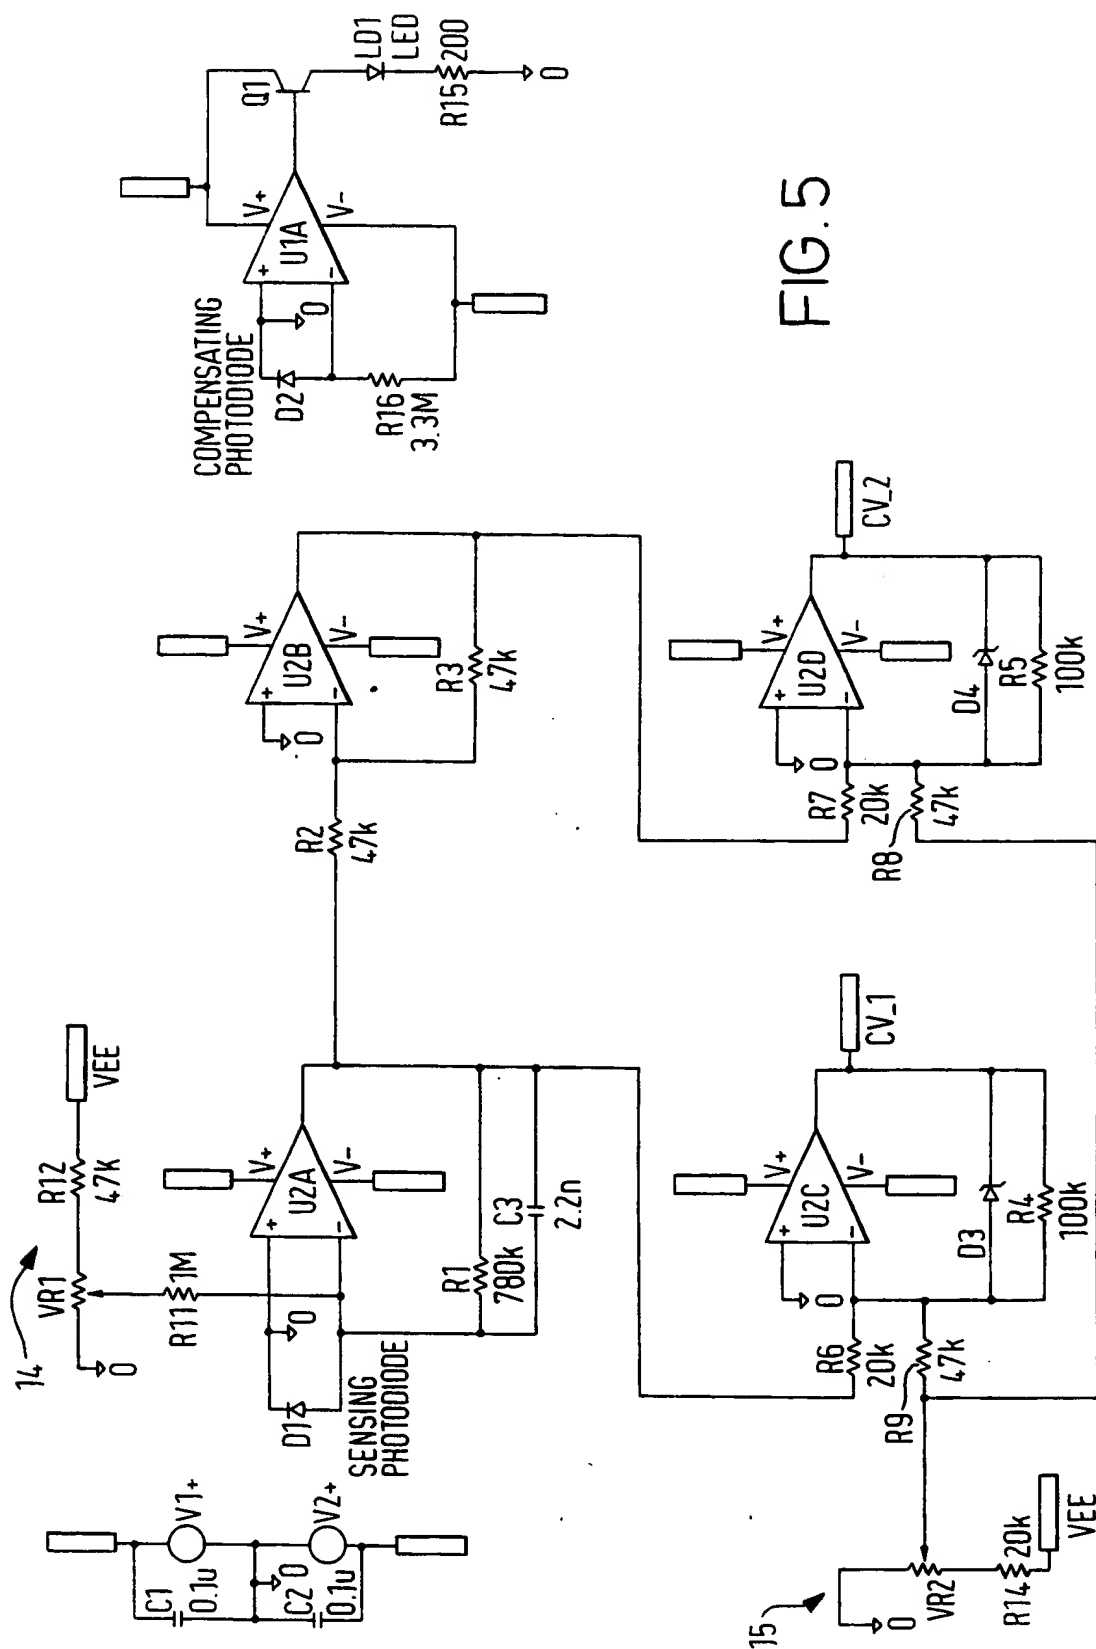 FIG. 5
C1
0.1u
V1+
0
C2
0.1u
V2+
14
0
VR1
R12
47K
VEE
R11
1M
D1
SENSING
PHOTODIODE
0
+
-
U2A
V+
V-
R1
780k
C3
2.2n
R2
47k
0
+
-
U2B
V+
V-
R3
47k
COMPENSATING
PHOTODIODE
D2
0
+
-
U1A
V+
V-
R16
3.3M
Q1
LD1
LED
R15
200
0
15
0
VR2
R14
20k
VEE
R6
20k
R9
47k
0
+
-
U2C
V+
V-
D3
R4
100k
CV_1
R7
20k
R8
47k
0
+
-
U2D
V+
V-
D4
R5
100k
CV_2